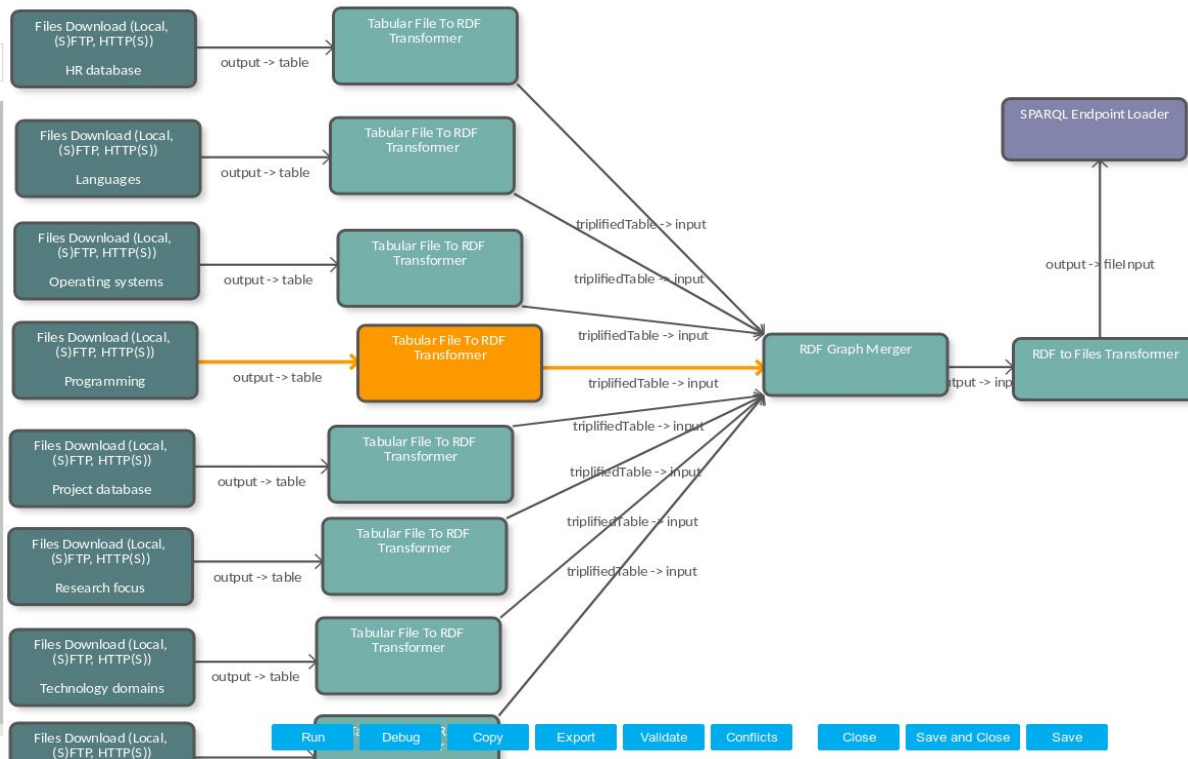 Files Download (Local,
(S)FTP, HTTP(S))
HR database
output -> table
Tabular File To RDF
Transformer
Files Download (Local,
(S)FTP, HTTP(S))
Languages
output -> table
Tabular File To RDF
Transformer
SPARQL Endpoint Loader
triplifiedTable -> input
Files Download (Local,
(S)FTP, HTTP(S))
Operating systems
output -> table
Tabular File To RDF
Transformer
triplifiedTable -> input
output -> fileInput
Files Download (Local,
(S)FTP, HTTP(S))
Programming
output -> table
Tabular File To RDF
Transformer
triplifiedTable -> input
triplifiedTable -> input
RDF Graph Merger
RDF to Files Transformer
Files Download (Local,
(S)FTP, HTTP(S))
Project database
output -> table
Tabular File To RDF
Transformer
triplifiedTable -> input
triplifiedTable -> input
Files Download (Local,
(S)FTP, HTTP(S))
Research focus
output -> table
Tabular File To RDF
Transformer
triplifiedTable -> input
triplifiedTable -> input
Files Download (Local,
(S)FTP, HTTP(S))
Technology domains
output -> table
Tabular File To RDF
Transformer
Files Download (Local,
(S)FTP, HTTP(S))
Run
Debug
Copy
Export
Validate
Conflicts
Close
Save and Close
Save